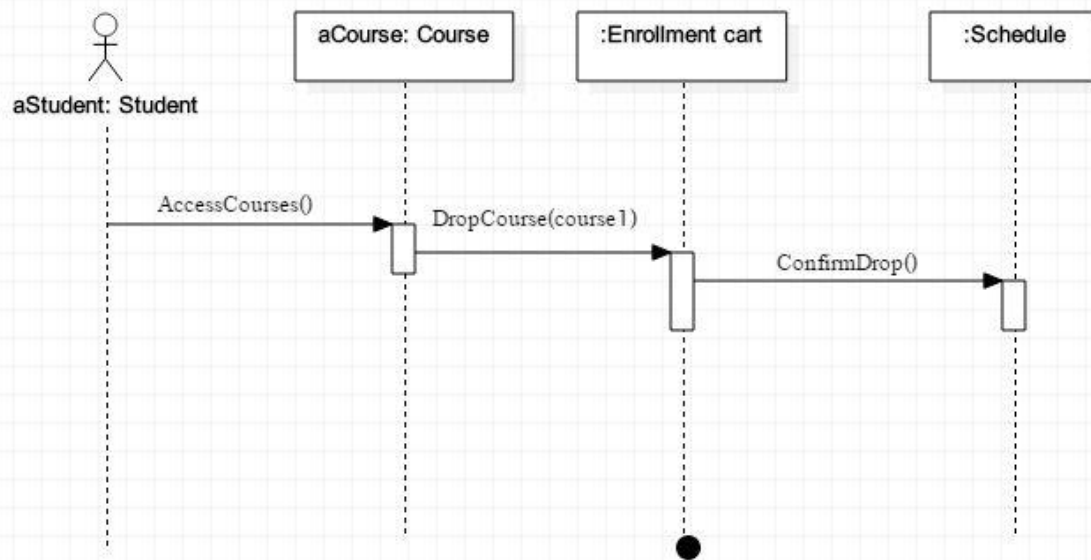 aCourse: Course
:Enrollment cart
:Schedule
aStudent: Student
AccessCourses()
DropCourse(course1)
ConfirmDrop()